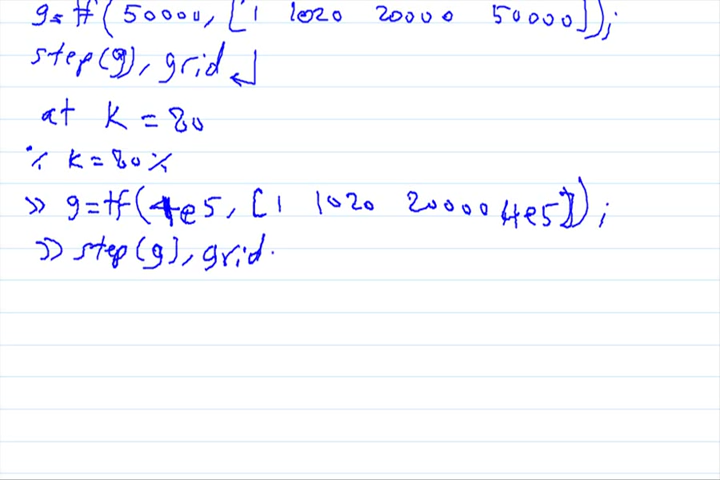 g=tf(50000,[1 1020 20000 50000]);
step(g),grid↵
at K=80
% K=80%
>> g=tf(4e5,[1 1020 20000 4e5]);
>> step(g),grid.